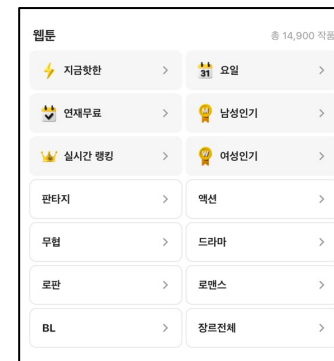 웹툰
총 14,900 작품
지금핫한
31 요일
연재무료
남성인기
실시간 랭킹
여성인기
판타지
액션
무협
드라마
로판
로맨스
BL
장르전체